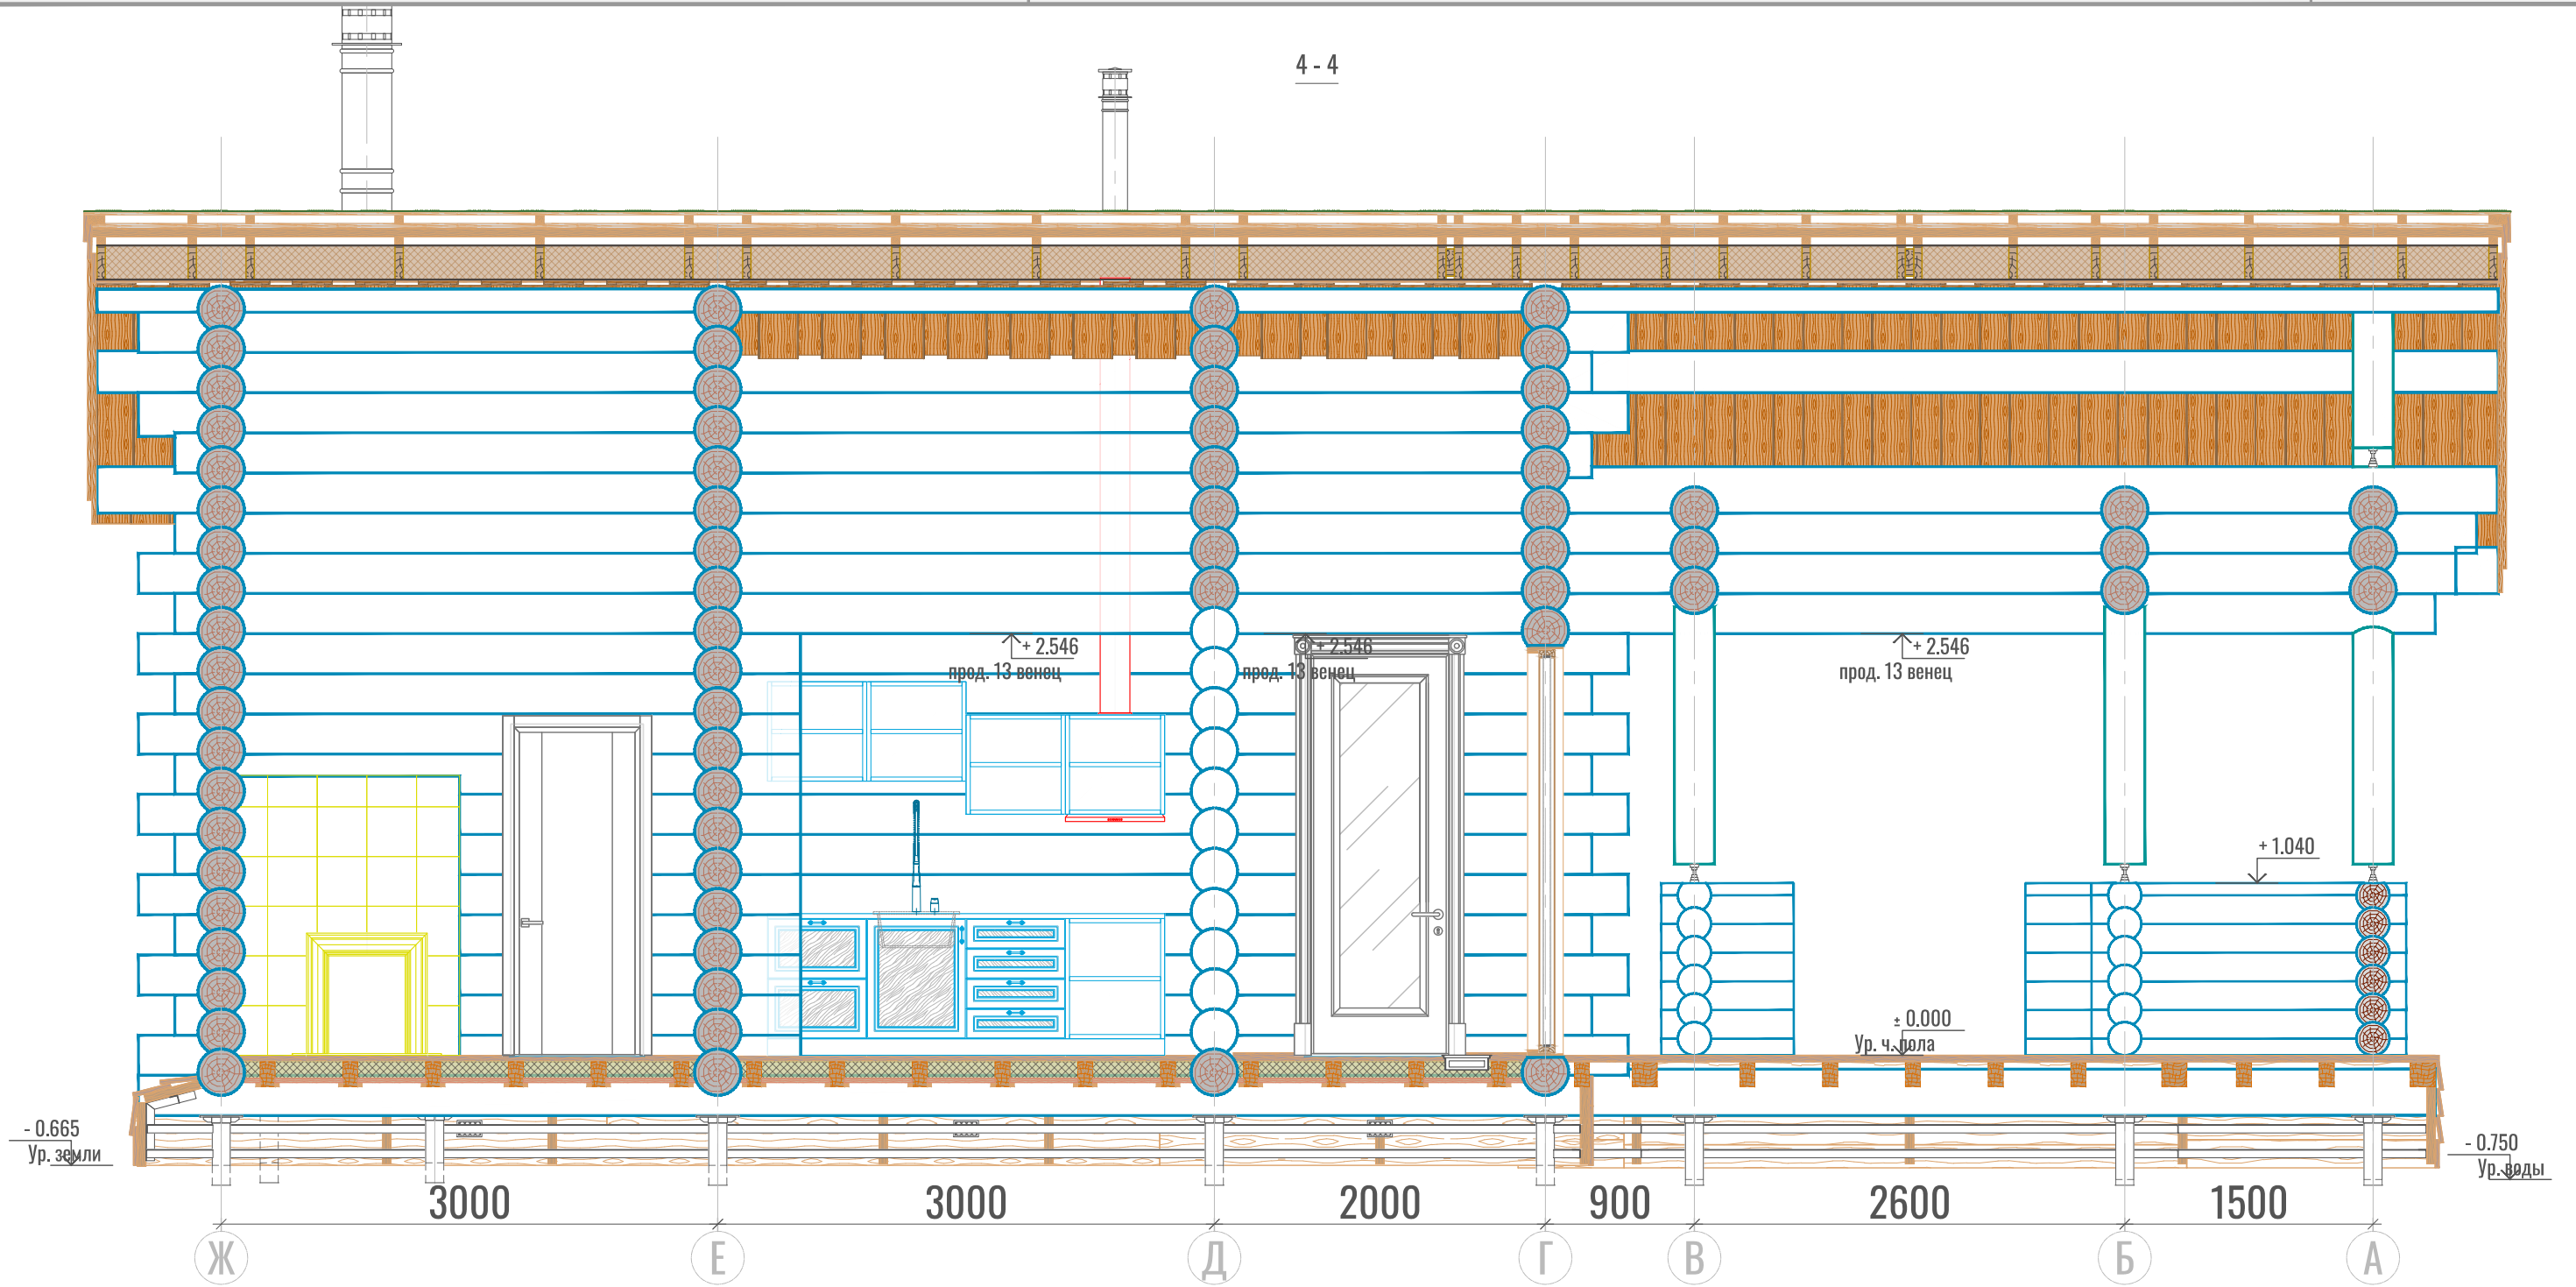 4 - 4
+ 2.546
прод. 13 венец
+ 2.546
прод. 13 венец
+ 2.546
прод. 13 венец
+ 1.040
± 0.000
Ур. ч. пола
- 0.665
Ур. земли
- 0.750
Ур. воды
3000 3000 2000 900 2600 1500
Ж Е Д Г В Б А